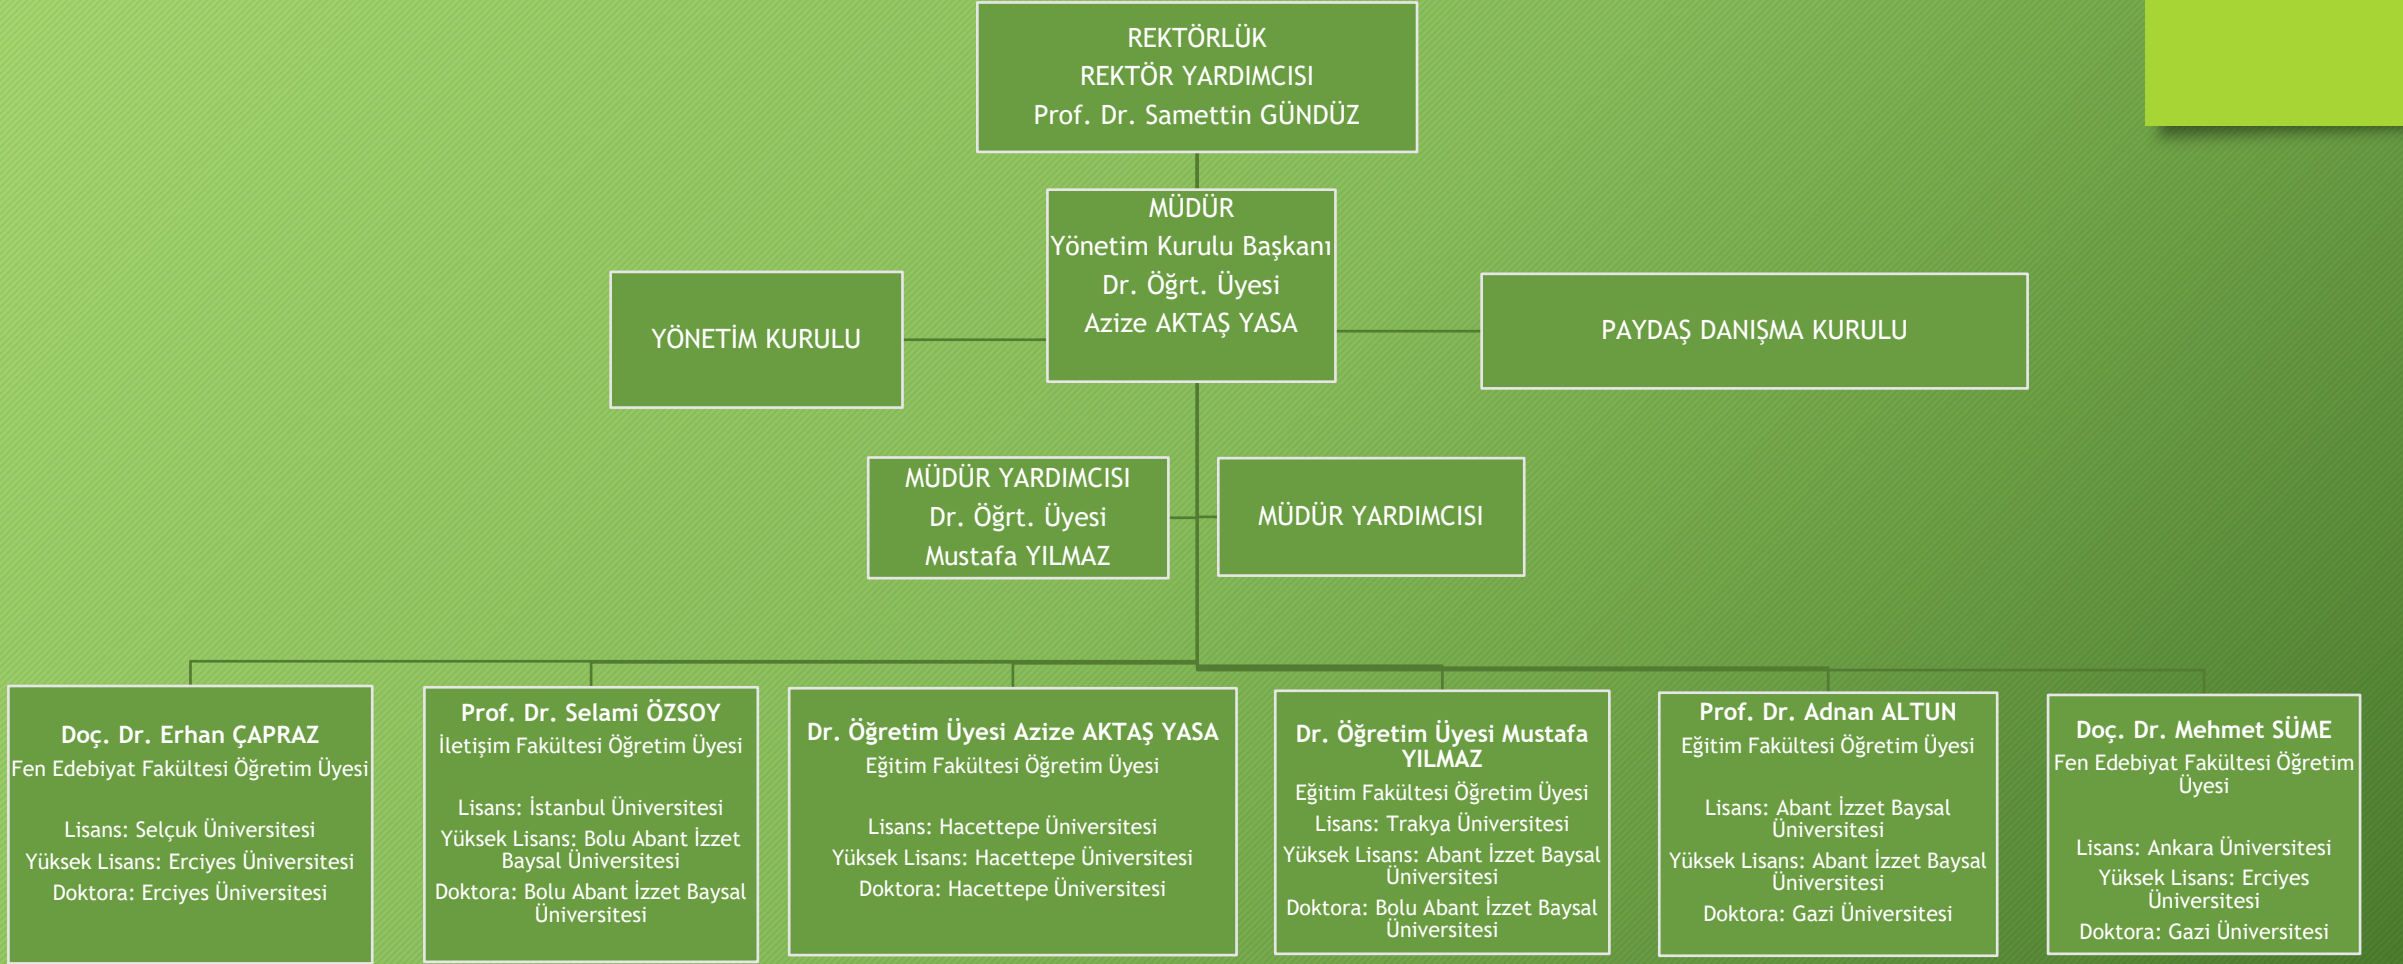 REKTÖRLÜK
REKTÖR YARDIMCISI
Prof. Dr. Samettin GÜNDÜZ
MÜDÜR
Yönetim Kurulu Başkanı
Dr. Öğrt. Üyesi
Azize AKTAŞ YASA
YÖNETİM KURULU
PAYDAŞ DANIŞMA KURULU
MÜDÜR YARDIMCISI
Dr. Öğrt. Üyesi
Mustafa YILMAZ
MÜDÜR YARDIMCISI
Doç. Dr. Erhan ÇAPRAZ
Fen Edebiyat Fakültesi Öğretim Üyesi
Lisans: Selçuk Üniversitesi
Yüksek Lisans: Erciyes Üniversitesi
Doktora: Erciyes Üniversitesi
Prof. Dr. Selami ÖZSOY
İletişim Fakültesi Öğretim Üyesi
Lisans: İstanbul Üniversitesi
Yüksek Lisans: Bolu Abant İzzet
Baysal Üniversitesi
Doktora: Bolu Abant İzzet Baysal
Üniversitesi
Dr. Öğretim Üyesi Azize AKTAŞ YASA
Eğitim Fakültesi Öğretim Üyesi
Lisans: Hacettepe Üniversitesi
Yüksek Lisans: Hacettepe Üniversitesi
Doktora: Hacettepe Üniversitesi
Dr. Öğretim Üyesi Mustafa
YILMAZ
Eğitim Fakültesi Öğretim Üyesi
Lisans: Trakya Üniversitesi
Yüksek Lisans: Abant İzzet Baysal
Üniversitesi
Doktora: Bolu Abant İzzet Baysal
Üniversitesi
Prof. Dr. Adnan ALTUN
Eğitim Fakültesi Öğretim Üyesi
Lisans: Abant İzzet Baysal
Üniversitesi
Yüksek Lisans: Abant İzzet Baysal
Üniversitesi
Doktora: Gazi Üniversitesi
Doç. Dr. Mehmet SÜME
Fen Edebiyat Fakültesi Öğretim
Üyesi
Lisans: Ankara Üniversitesi
Yüksek Lisans: Erciyes
Üniversitesi
Doktora: Gazi Üniversitesi